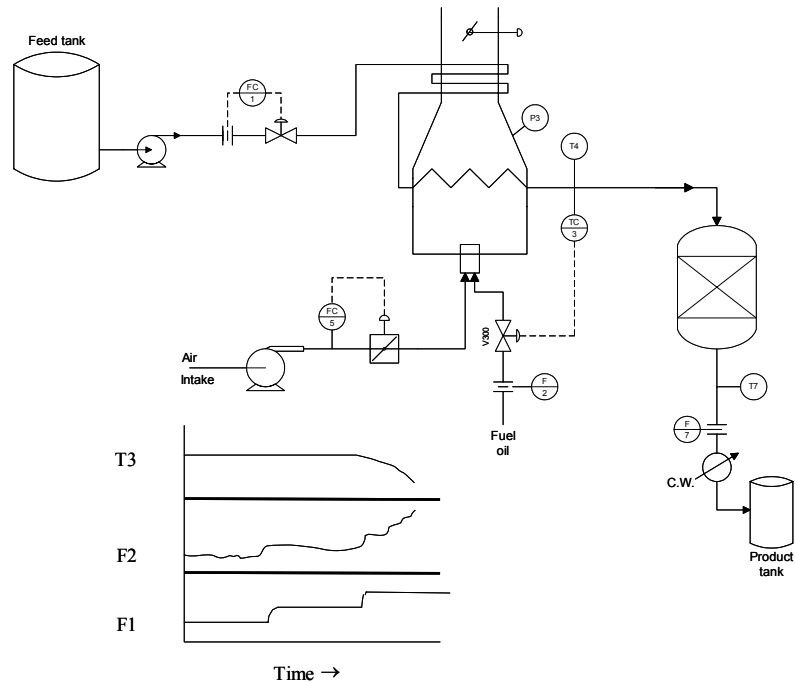 Feed tank
FC
1
P3
T4
TC
3
FC
5
V300
Air
Intake
F
2
Fuel
oil
T7
F
7
C.W.
Product
tank
T3
F2
F1
Time →